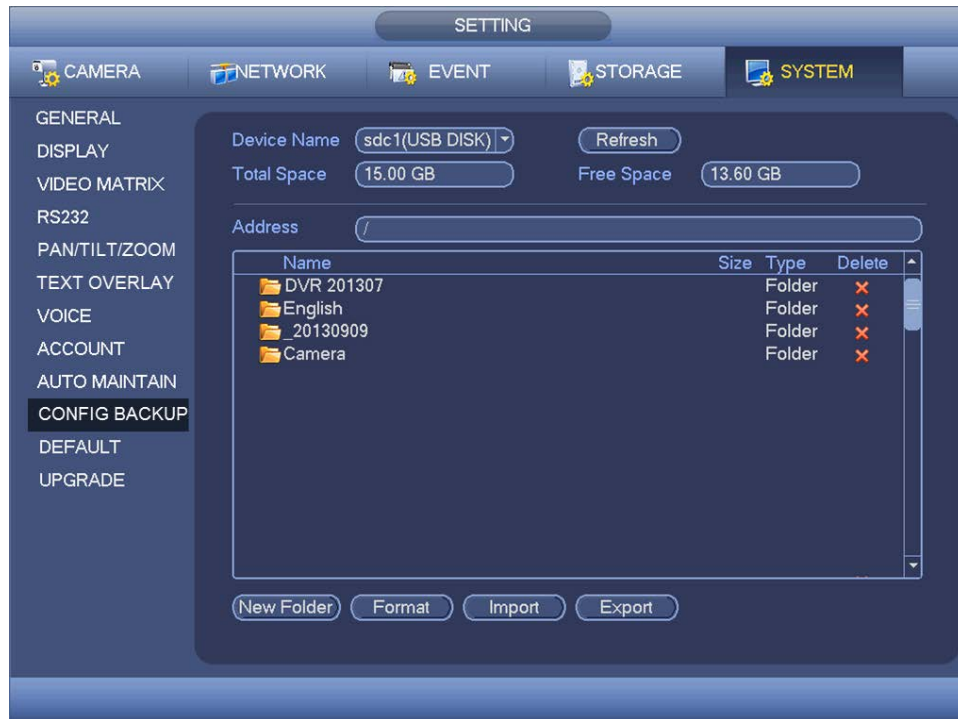 SETTING
CAMERA NETWORK EVENT STORAGE SYSTEM
GENERAL
DISPLAY
VIDEO MATRIX
RS232
PAN/TILT/ZOOM
TEXT OVERLAY
VOICE
ACCOUNT
AUTO MAINTAIN
CONFIG BACKUP
DEFAULT
UPGRADE
Device Name sdc1(USB DISK) Refresh
Total Space 15.00 GB Free Space 13.60 GB
Address /
Name Size Type Delete
DVR 201307 Folder
English Folder
_20130909 Folder
Camera Folder
New Folder Format Import Export